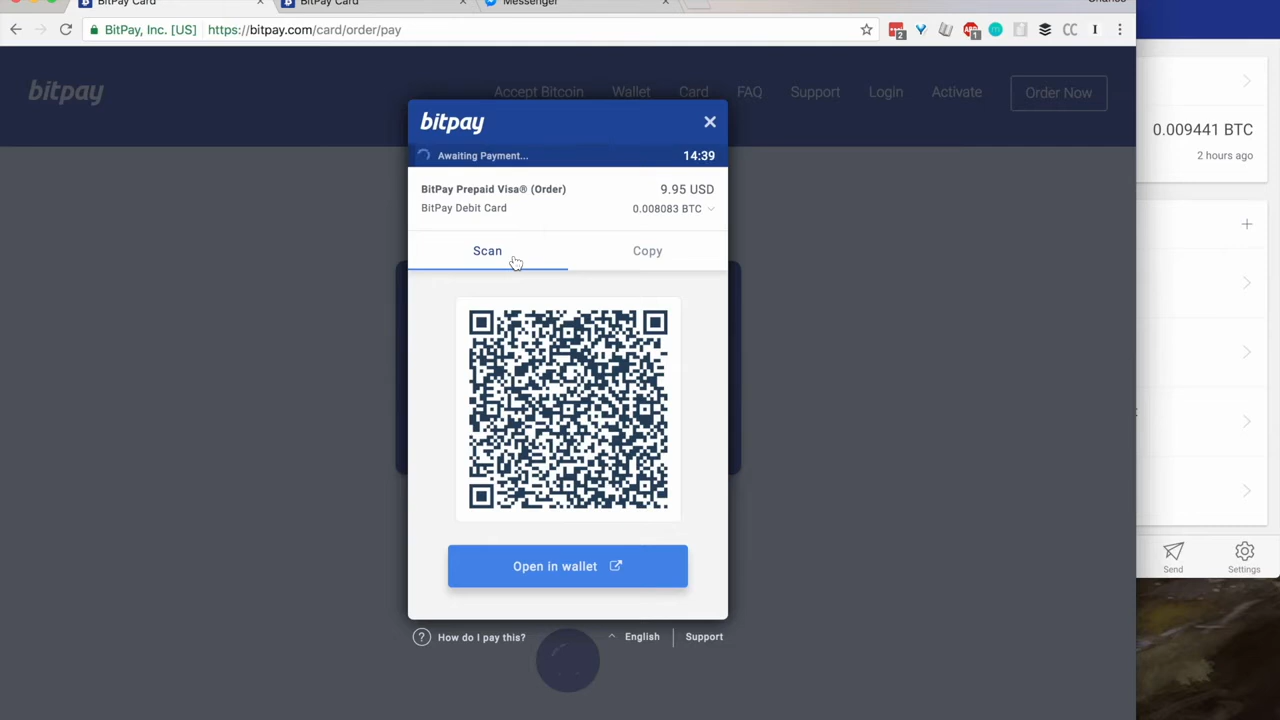 BitPay Card
BitPay Card
Messenger
BitPay, Inc. [US]
https://bitpay.com/card/order/pay
2
1
CC
bitpay
Accept Bitcoin
Wallet
Card
FAQ
Support
Login
Activate
Order Now
bitpay
Awaiting Payment...
14:39
BitPay Prepaid Visa® (Order)
9.95 USD
BitPay Debit Card
0.008083 BTC
Scan
Copy
Open in wallet
How do I pay this?
English
Support
0.009441 BTC
2 hours ago
Send
Settings